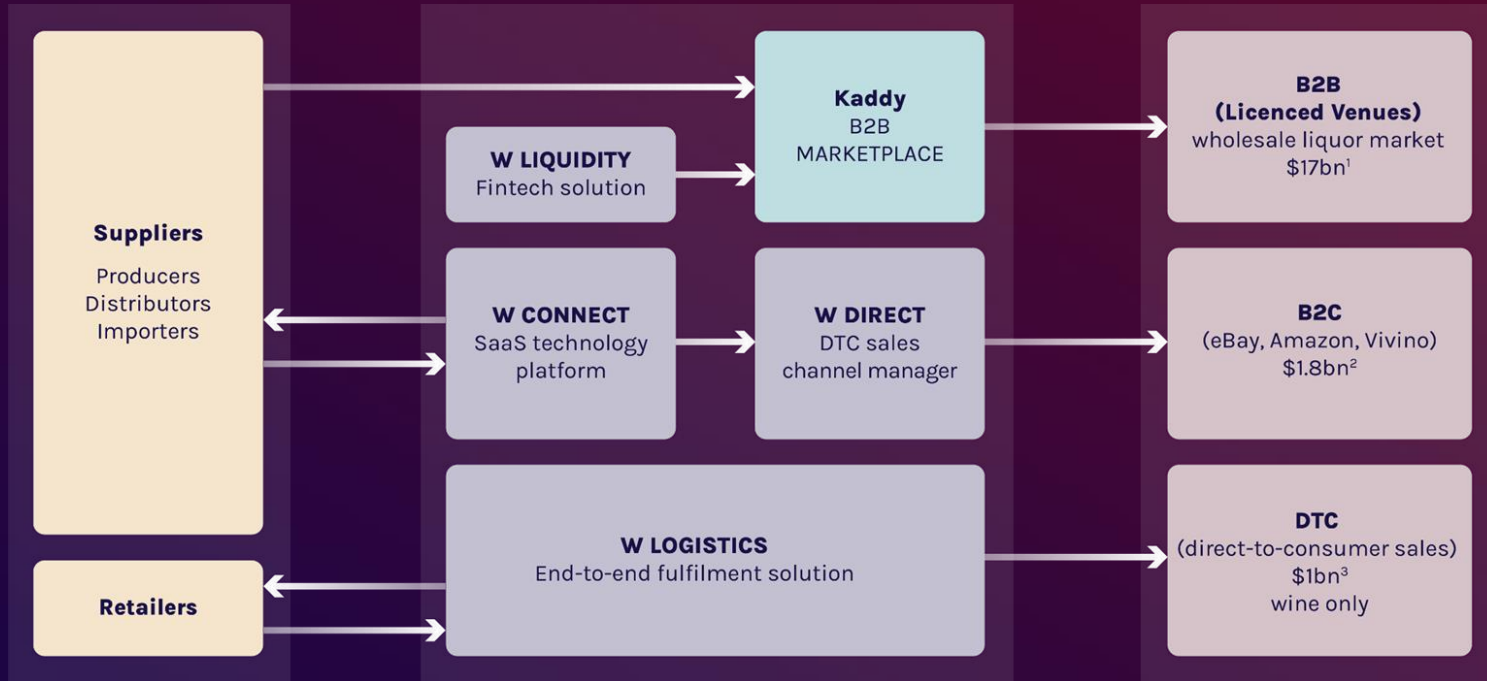 Suppliers
Producers
Distributors
Importers
Retailers
W LIQUIDITY
Fintech solution
Kaddy
B2B
MARKETPLACE
W CONNECT
SaaS technology
platform
W DIRECT
DTC sales
channel manager
W LOGISTICS
End-to-end fulfilment solution
B2B
(Licenced Venues)
wholesale liquor market
$17bn¹
B2C
(eBay, Amazon, Vivino)
$1.8bn²
DTC
(direct-to-consumer sales)
$1bn³
wine only